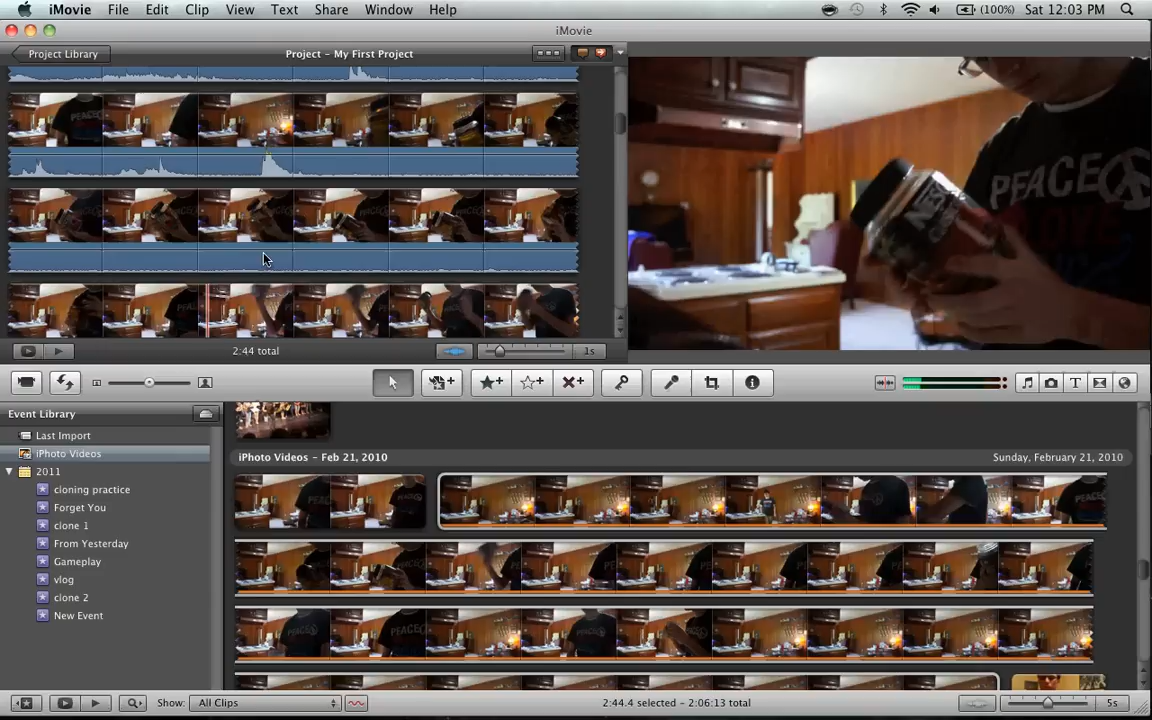 iMovie File Edit Clip View Text Share Window Help (100%) Sat 12:03 PM
iMovie
Project Library Project – My First Project
PEACE
2:44 total 1s
Event Library
Last Import
iPhoto Videos
2011
cloning practice
Forget You
clone 1
From Yesterday
Gameplay
vlog
clone 2
New Event
iPhoto Videos – Feb 21, 2010 Sunday, February 21, 2010
PEACE
Show: All Clips 2:44.4 selected – 2:06:13 total 5s